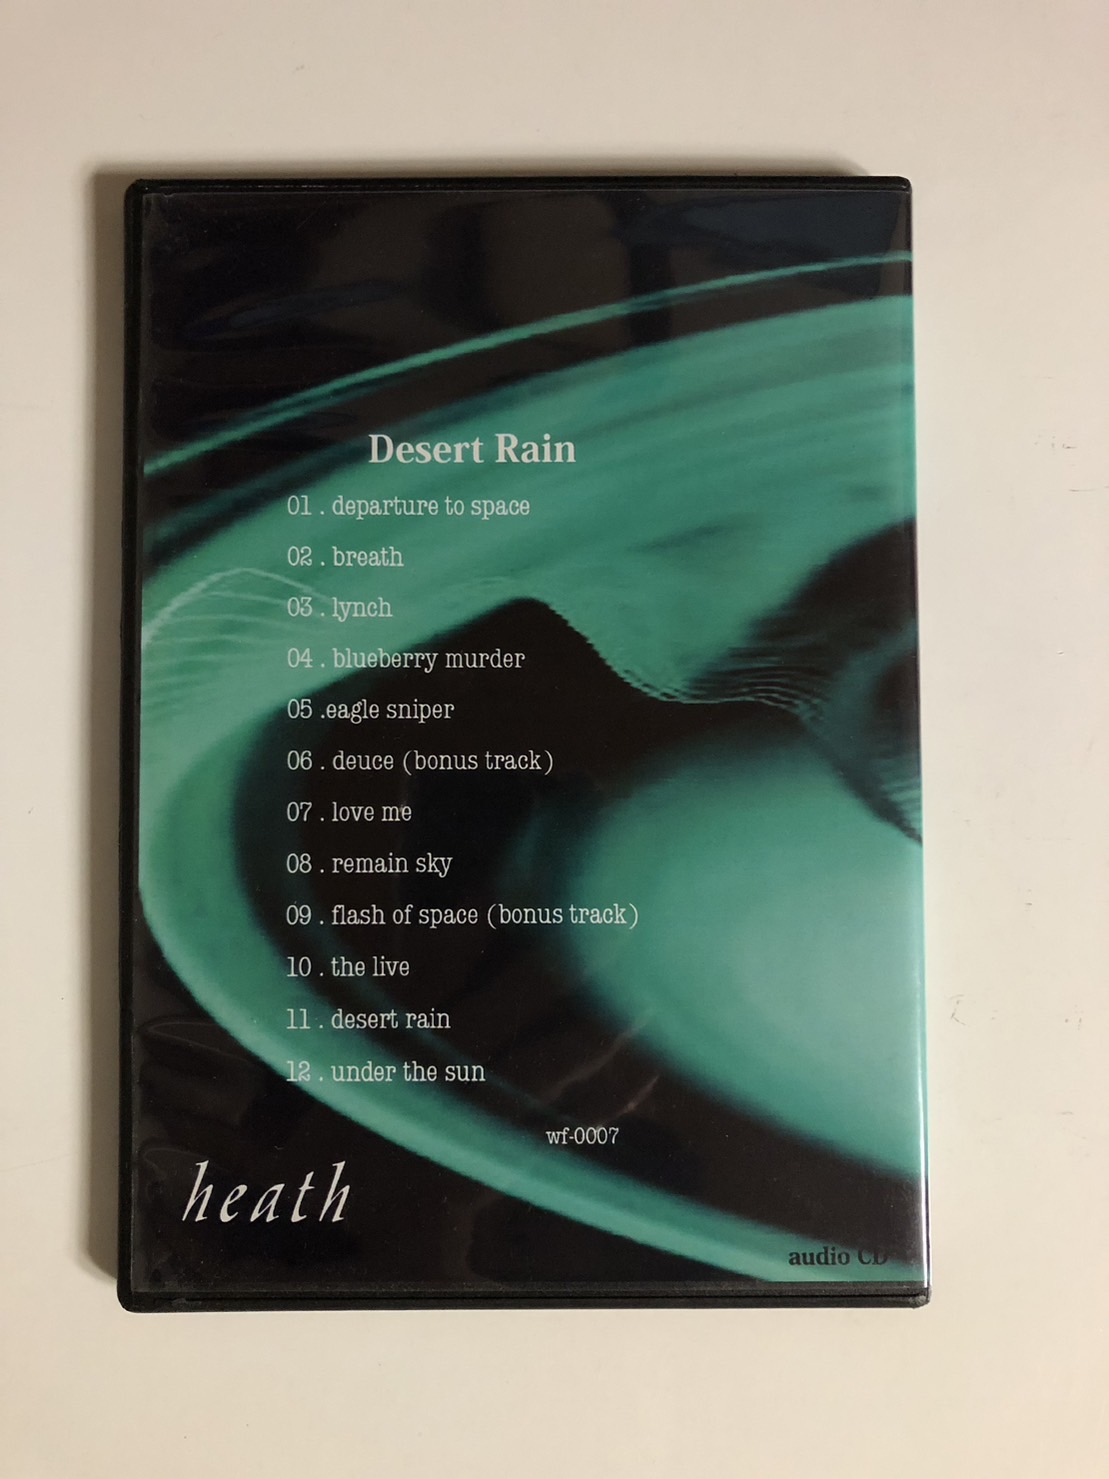 Desert Rain
01 . departure to space
02 . breath
03 . lynch
04 . blueberry murder
05 .eagle sniper
06 . deuce (bonus track)
07 . love me
08 . remain sky
09 . flash of space (bonus track)
10 . the live
11 . desert rain
12 . under the sun
wf-0007
heath
audio CD